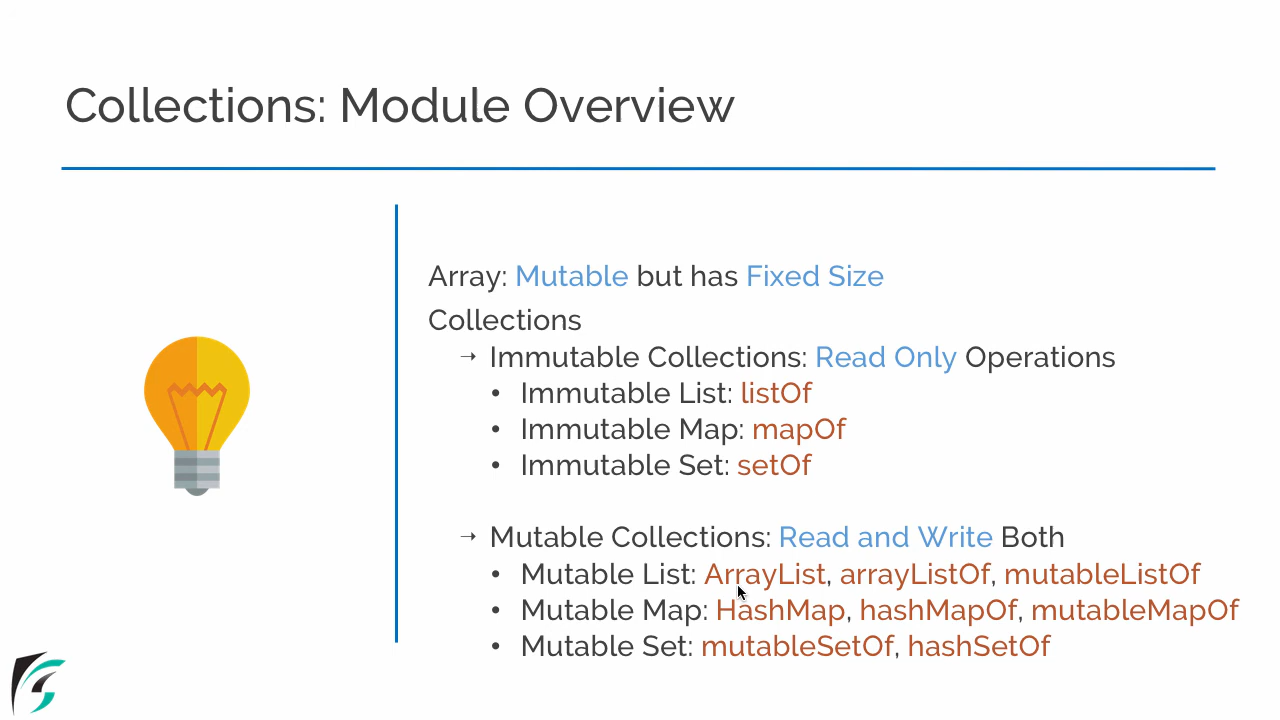 Collections: Module Overview
Array: Mutable but has Fixed Size
Collections
→ Immutable Collections: Read Only Operations
• Immutable List: listOf
• Immutable Map: mapOf
• Immutable Set: setOf
→ Mutable Collections: Read and Write Both
• Mutable List: ArrayList, arrayListOf, mutableListOf
• Mutable Map: HashMap, hashMapOf, mutableMapOf
• Mutable Set: mutableSetOf, hashSetOf